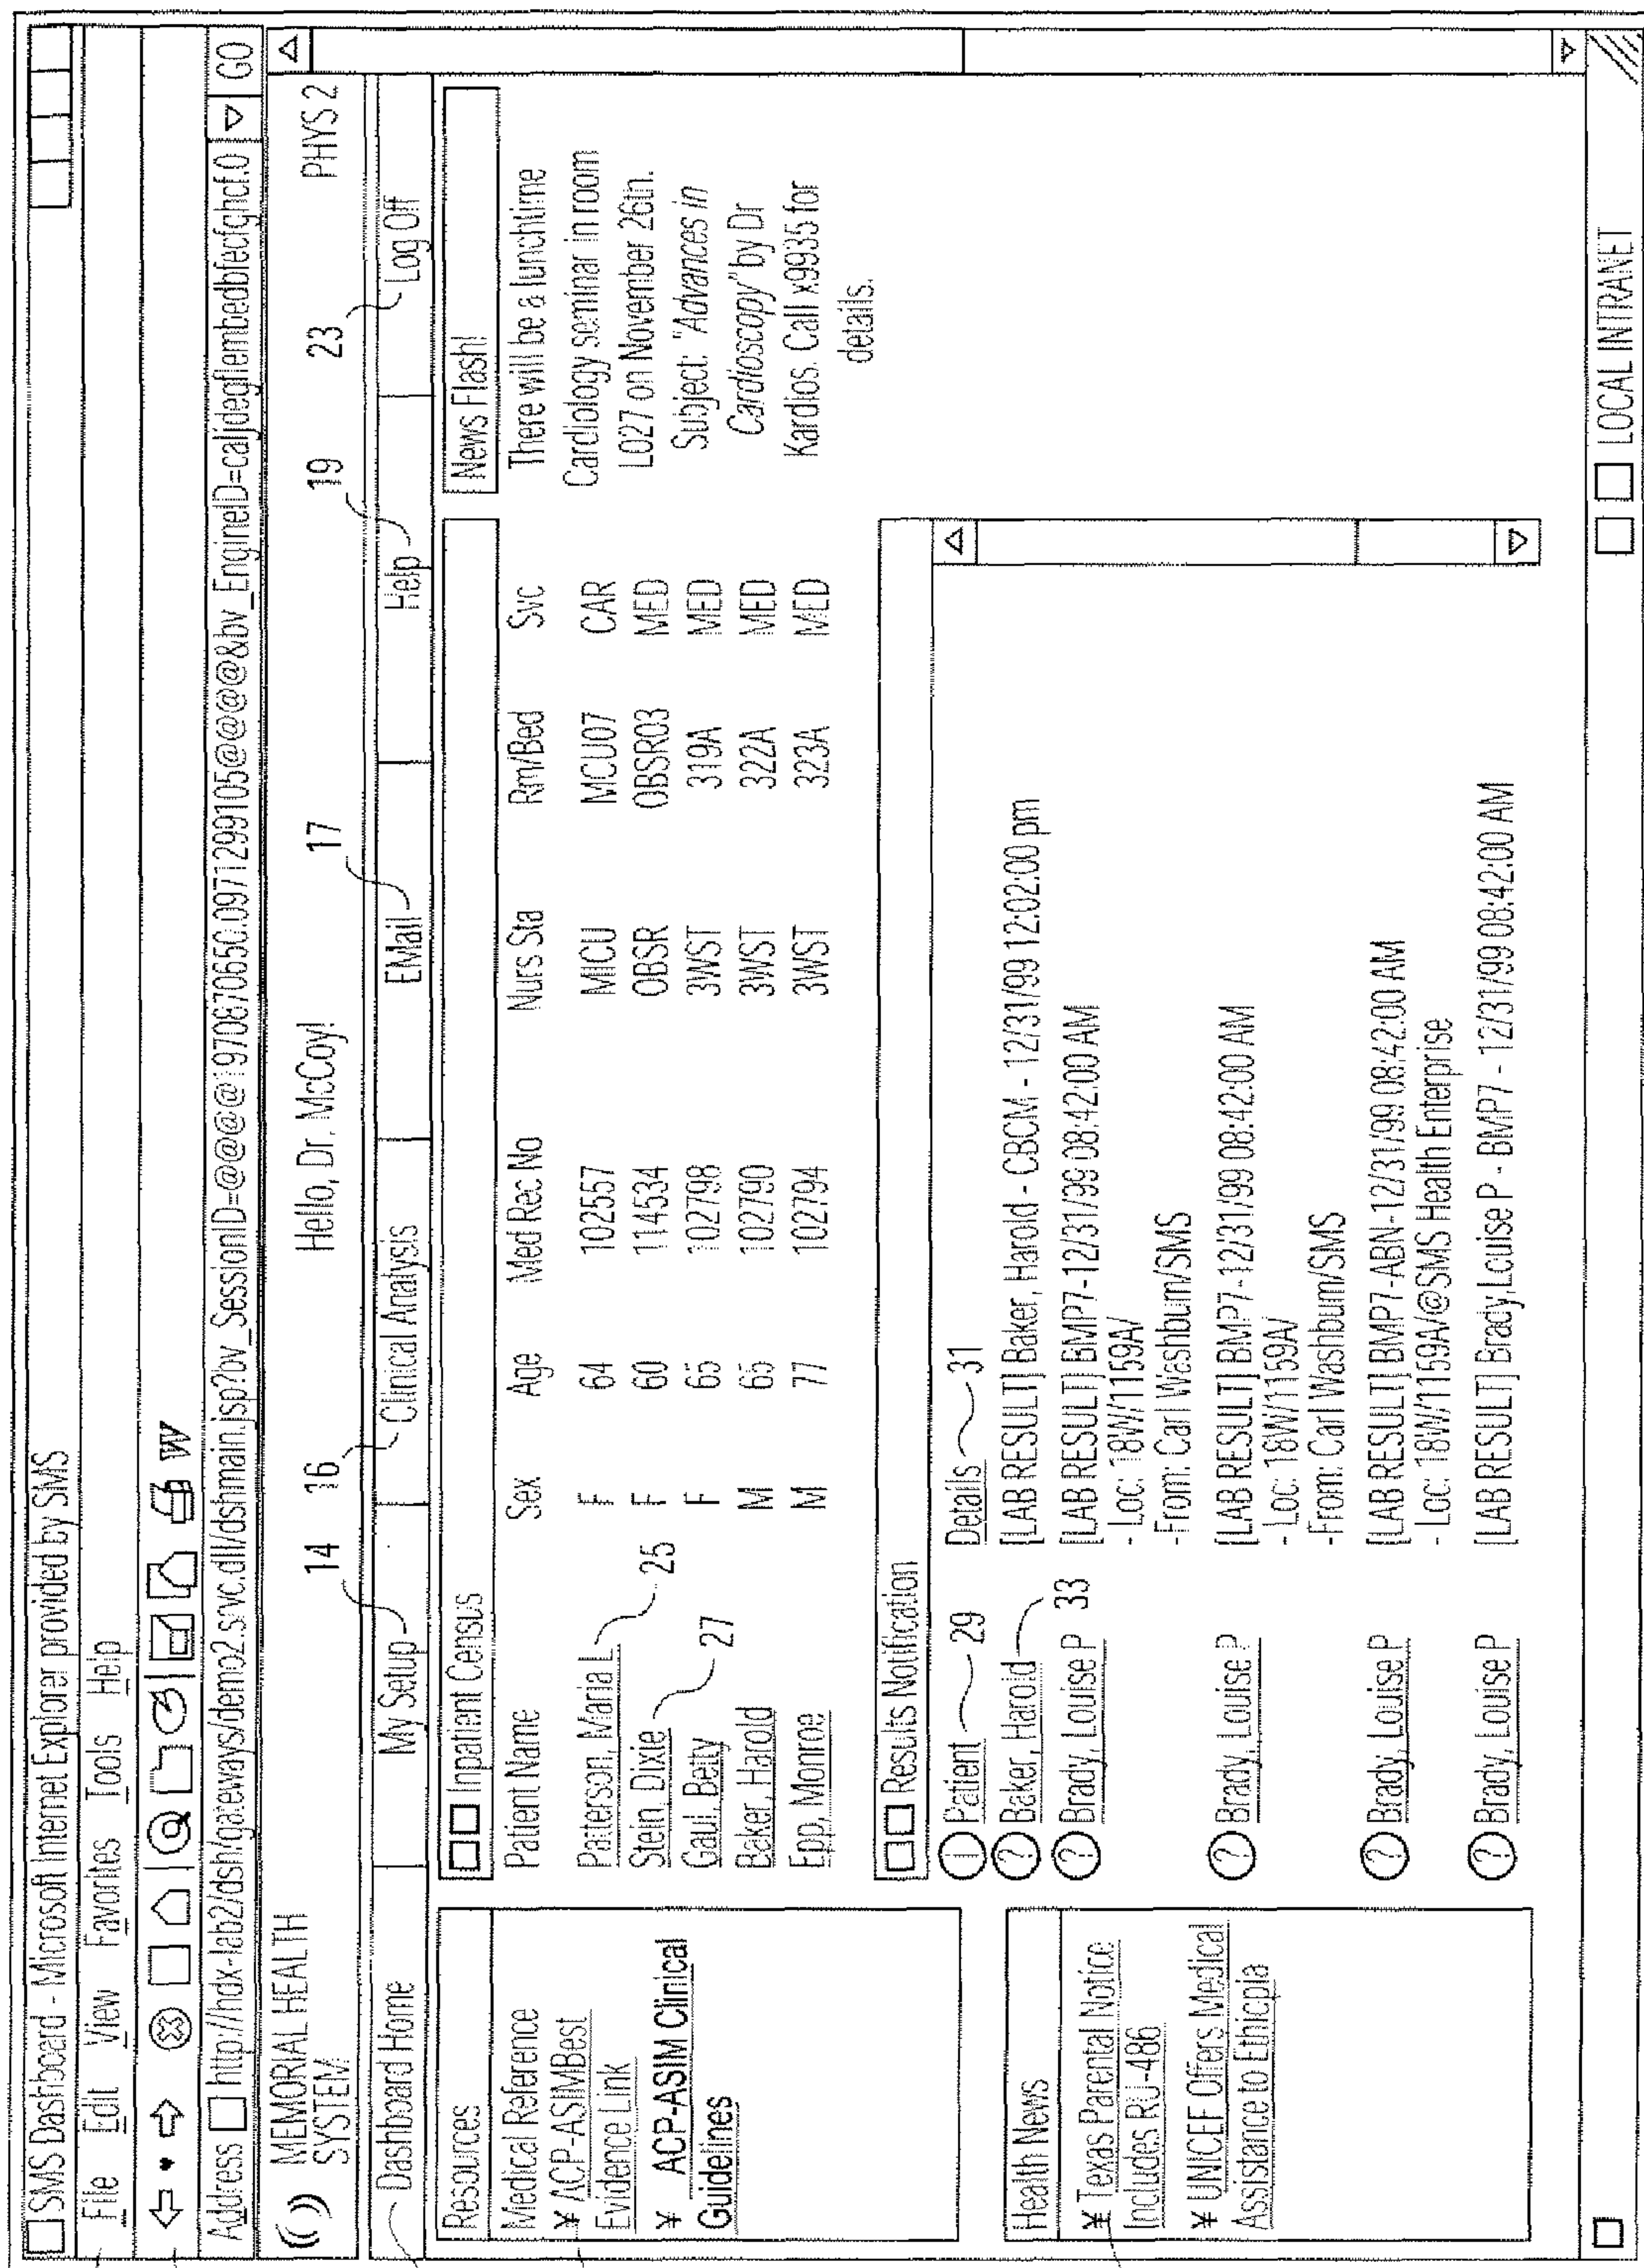 SMS Dashboard - Microsoft Internet Explorer provided by SMS
File Edit View Favorites Tools Help
W
Address http://hdx-lab2/dsh/gateways/demo2.srvc.dll/dshmain.jsp?bv_SessionID=@@@@1970870650.0971299105@@@@&bv_EngineID= GO
MEMORIAL HEALTH
SYSTEM
Hello, Dr. McCoy!
PHYS 2
14 16 17 19 23
Dashboard Home My Setup Clinical Analysis EMail Help Log Off
Resources
Medical Reference
¥ ACP-ASIMBest
Evidence Link
¥ ACP-ASIM Clinical
Guidelines
Health News
¥ Texas Parental Notice
Includes RU-486
¥ UNICEF Offers Medical
Assistance to Ethiopia
Inpatient Census
Patient Name Sex Age Med Rec No Nurs Sta Rm/Bed Svc
Patterson, Maria L 25 F 64 102557 MICU MCU07 CAR
Stein, Dixie 27 F 60 114534 OBSR OBSR03 MED
Gaul, Betty F 65 102798 3WST 319A MED
Baker, Harold M 65 102790 3WST 322A MED
Epp, Monroe M 77 102794 3WST 323A MED
Results Notification
Patient 29 Details 31
? Baker, Harold 33 [LAB RESULT] Baker, Harold - CBCM - 12/31/99 12:02:00 pm
? Brady, Louise P [LAB RESULT] BMP7-12/31/99 08:42:00 AM
- Loc: 18W/1159A/
-From: Carl Washburn/SMS
? Brady, Louise P [LAB RESULT] BMP7-12/31/99 08:42:00 AM
- Loc: 18W/1159A/
-From: Carl Washburn/SMS
? Brady, Louise P [LAB RESULT] BMP7-ABN-12/31/99 08:42:00 AM
- Loc: 18W/1159A/@SMS Health Enterprise
? Brady, Louise P [LAB RESULT] Brady,Louise P - BMP7 - 12/31/99 08:42:00 AM
News Flash!
There will be a lunchtime
Cardiology seminar in room
L027 on November 26th.
Subject: "Advances in
Cardioscopy" by Dr
Kardios. Call x9935 for
details.
LOCAL INTRANET